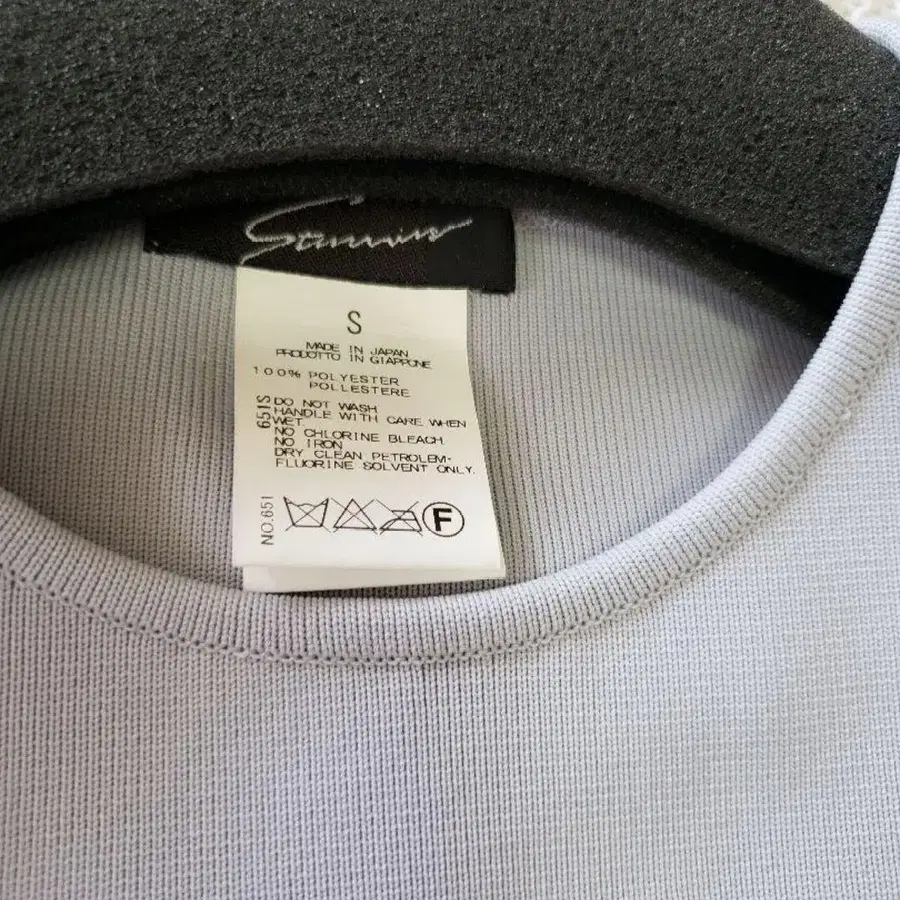 S
MADE IN JAPAN
PRODOTTO IN GIAPPONE
100% POLYESTER
POLLESTERE
DO NOT WASH
HANDLE WITH CARE WHEN
WET.
NO CHLORINE BLEACH
NO IRON
DRY CLEAN PETROLEM-
FLUORINE SOLVENT ONLY.
651S
NO.651
F